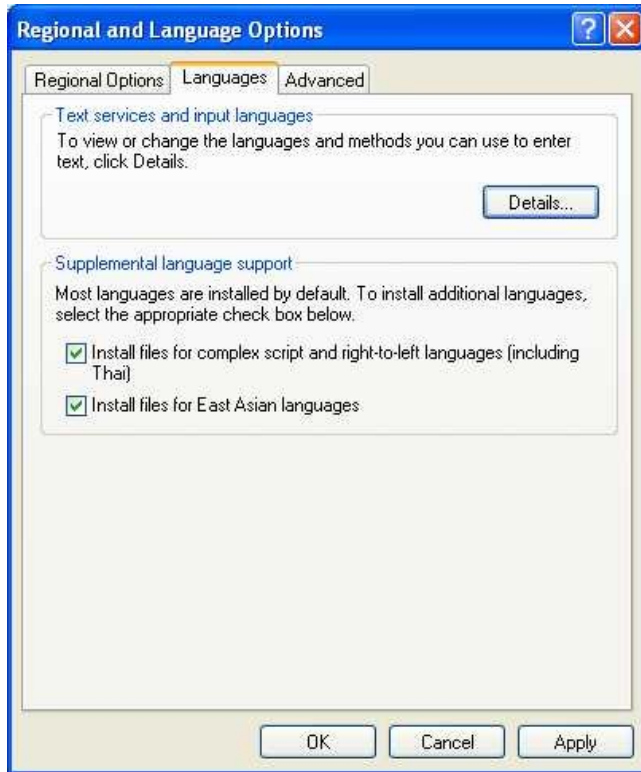 Regional and Language Options
Regional Options Languages Advanced
Text services and input languages
To view or change the languages and methods you can use to enter
text, click Details.
Details...
Supplemental language support
Most languages are installed by default. To install additional languages,
select the appropriate check box below.
Install files for complex script and right-to-left languages (including
Thai)
Install files for East Asian languages
OK Cancel Apply